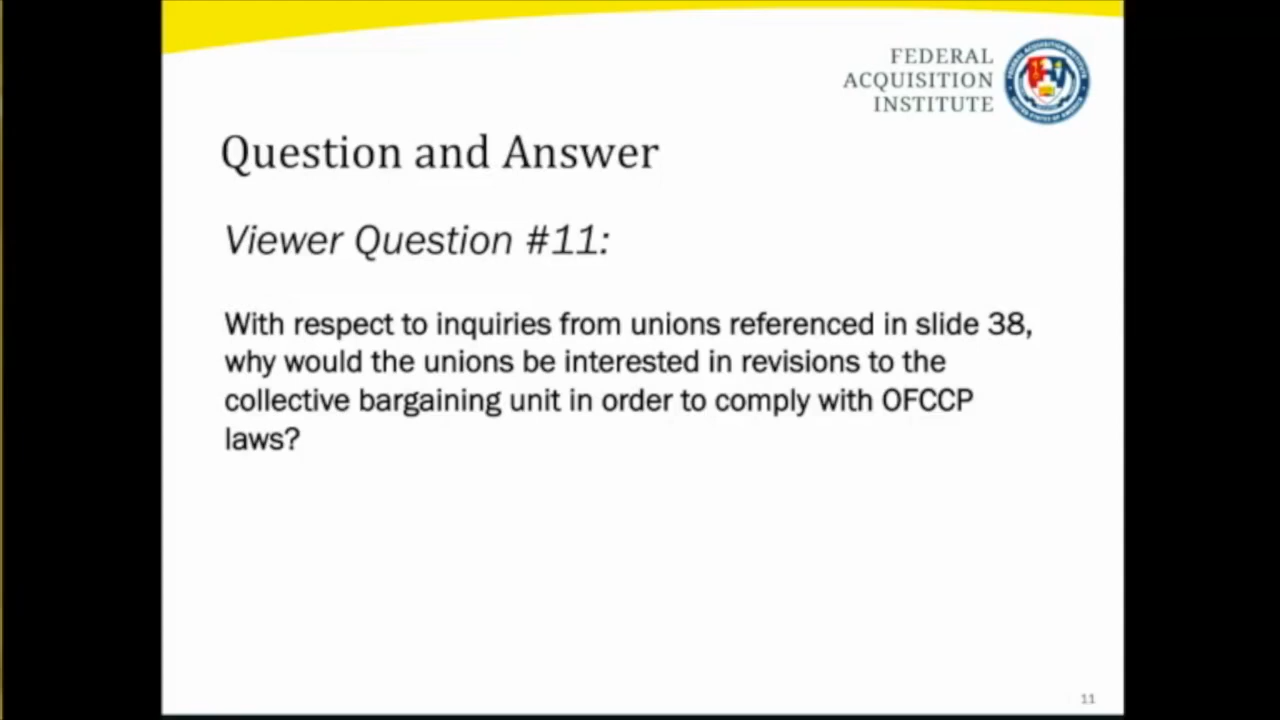 FEDERAL
ACQUISITION
INSTITUTE
Question and Answer
Viewer Question #11:
With respect to inquiries from unions referenced in slide 38,
why would the unions be interested in revisions to the
collective bargaining unit in order to comply with OFCCP
laws?
11